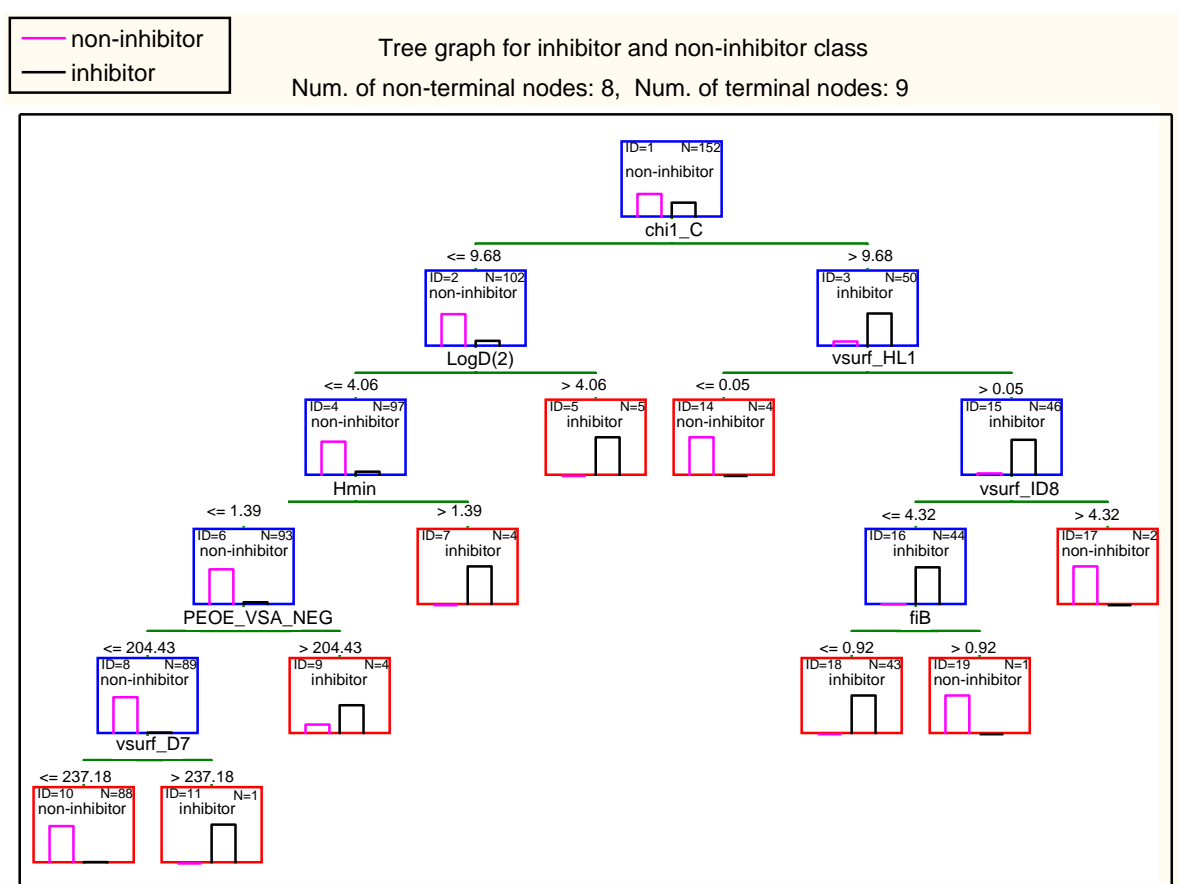 non-inhibitor
inhibitor
Tree graph for inhibitor and non-inhibitor class
Num. of non-terminal nodes: 8,  Num. of terminal nodes: 9
ID=1 N=152
non-inhibitor
chi1_C
<= 9.68 > 9.68
ID=2 N=102 ID=3 N=50
non-inhibitor inhibitor
LogD(2) vsurf_HL1
<= 4.06 > 4.06 <= 0.05 > 0.05
ID=4 N=97 ID=5 N=5 ID=14 N=4 ID=15 N=46
non-inhibitor inhibitor non-inhibitor inhibitor
Hmin vsurf_ID8
<= 1.39 > 1.39 <= 4.32 > 4.32
ID=6 N=93 ID=7 N=4 ID=16 N=44 ID=17 N=2
non-inhibitor inhibitor inhibitor non-inhibitor
PEOE_VSA_NEG fiB
<= 204.43 > 204.43 <= 0.92 > 0.92
ID=8 N=89 ID=9 N=4 ID=18 N=43 ID=19 N=1
non-inhibitor inhibitor inhibitor non-inhibitor
vsurf_D7
<= 237.18 > 237.18
ID=10 N=88 ID=11 N=1
non-inhibitor inhibitor